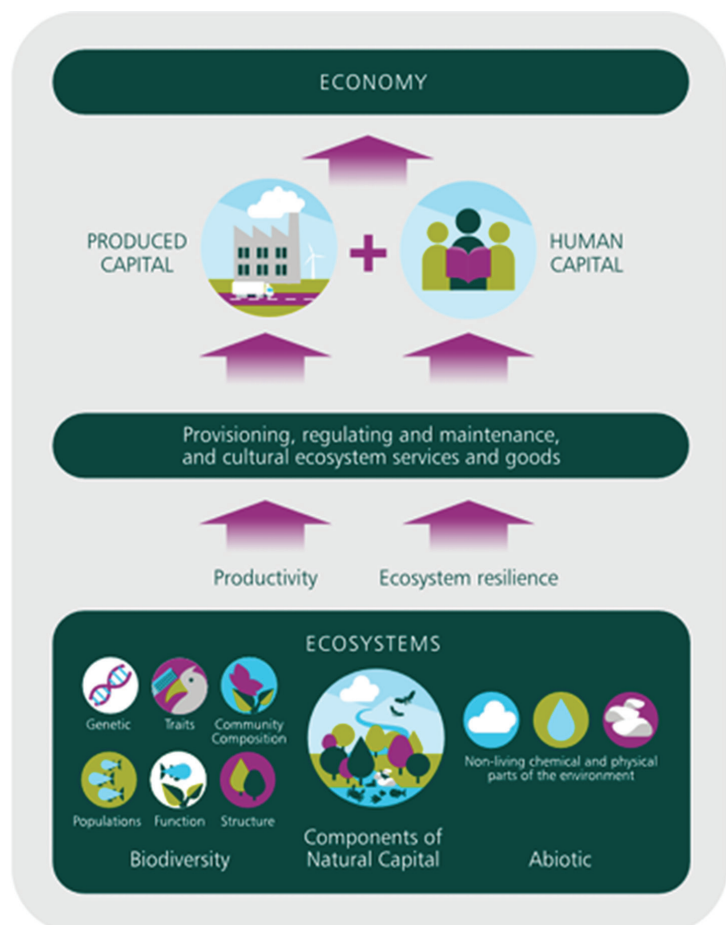 ECONOMY
PRODUCED
CAPITAL
HUMAN
CAPITAL
Provisioning, regulating and maintenance,
and cultural ecosystem services and goods
Productivity
Ecosystem resilience
ECOSYSTEMS
Genetic
Traits
Community
Composition
Populations
Function
Structure
Biodiversity
Components of
Natural Capital
Non-living chemical and physical
parts of the environment
Abiotic